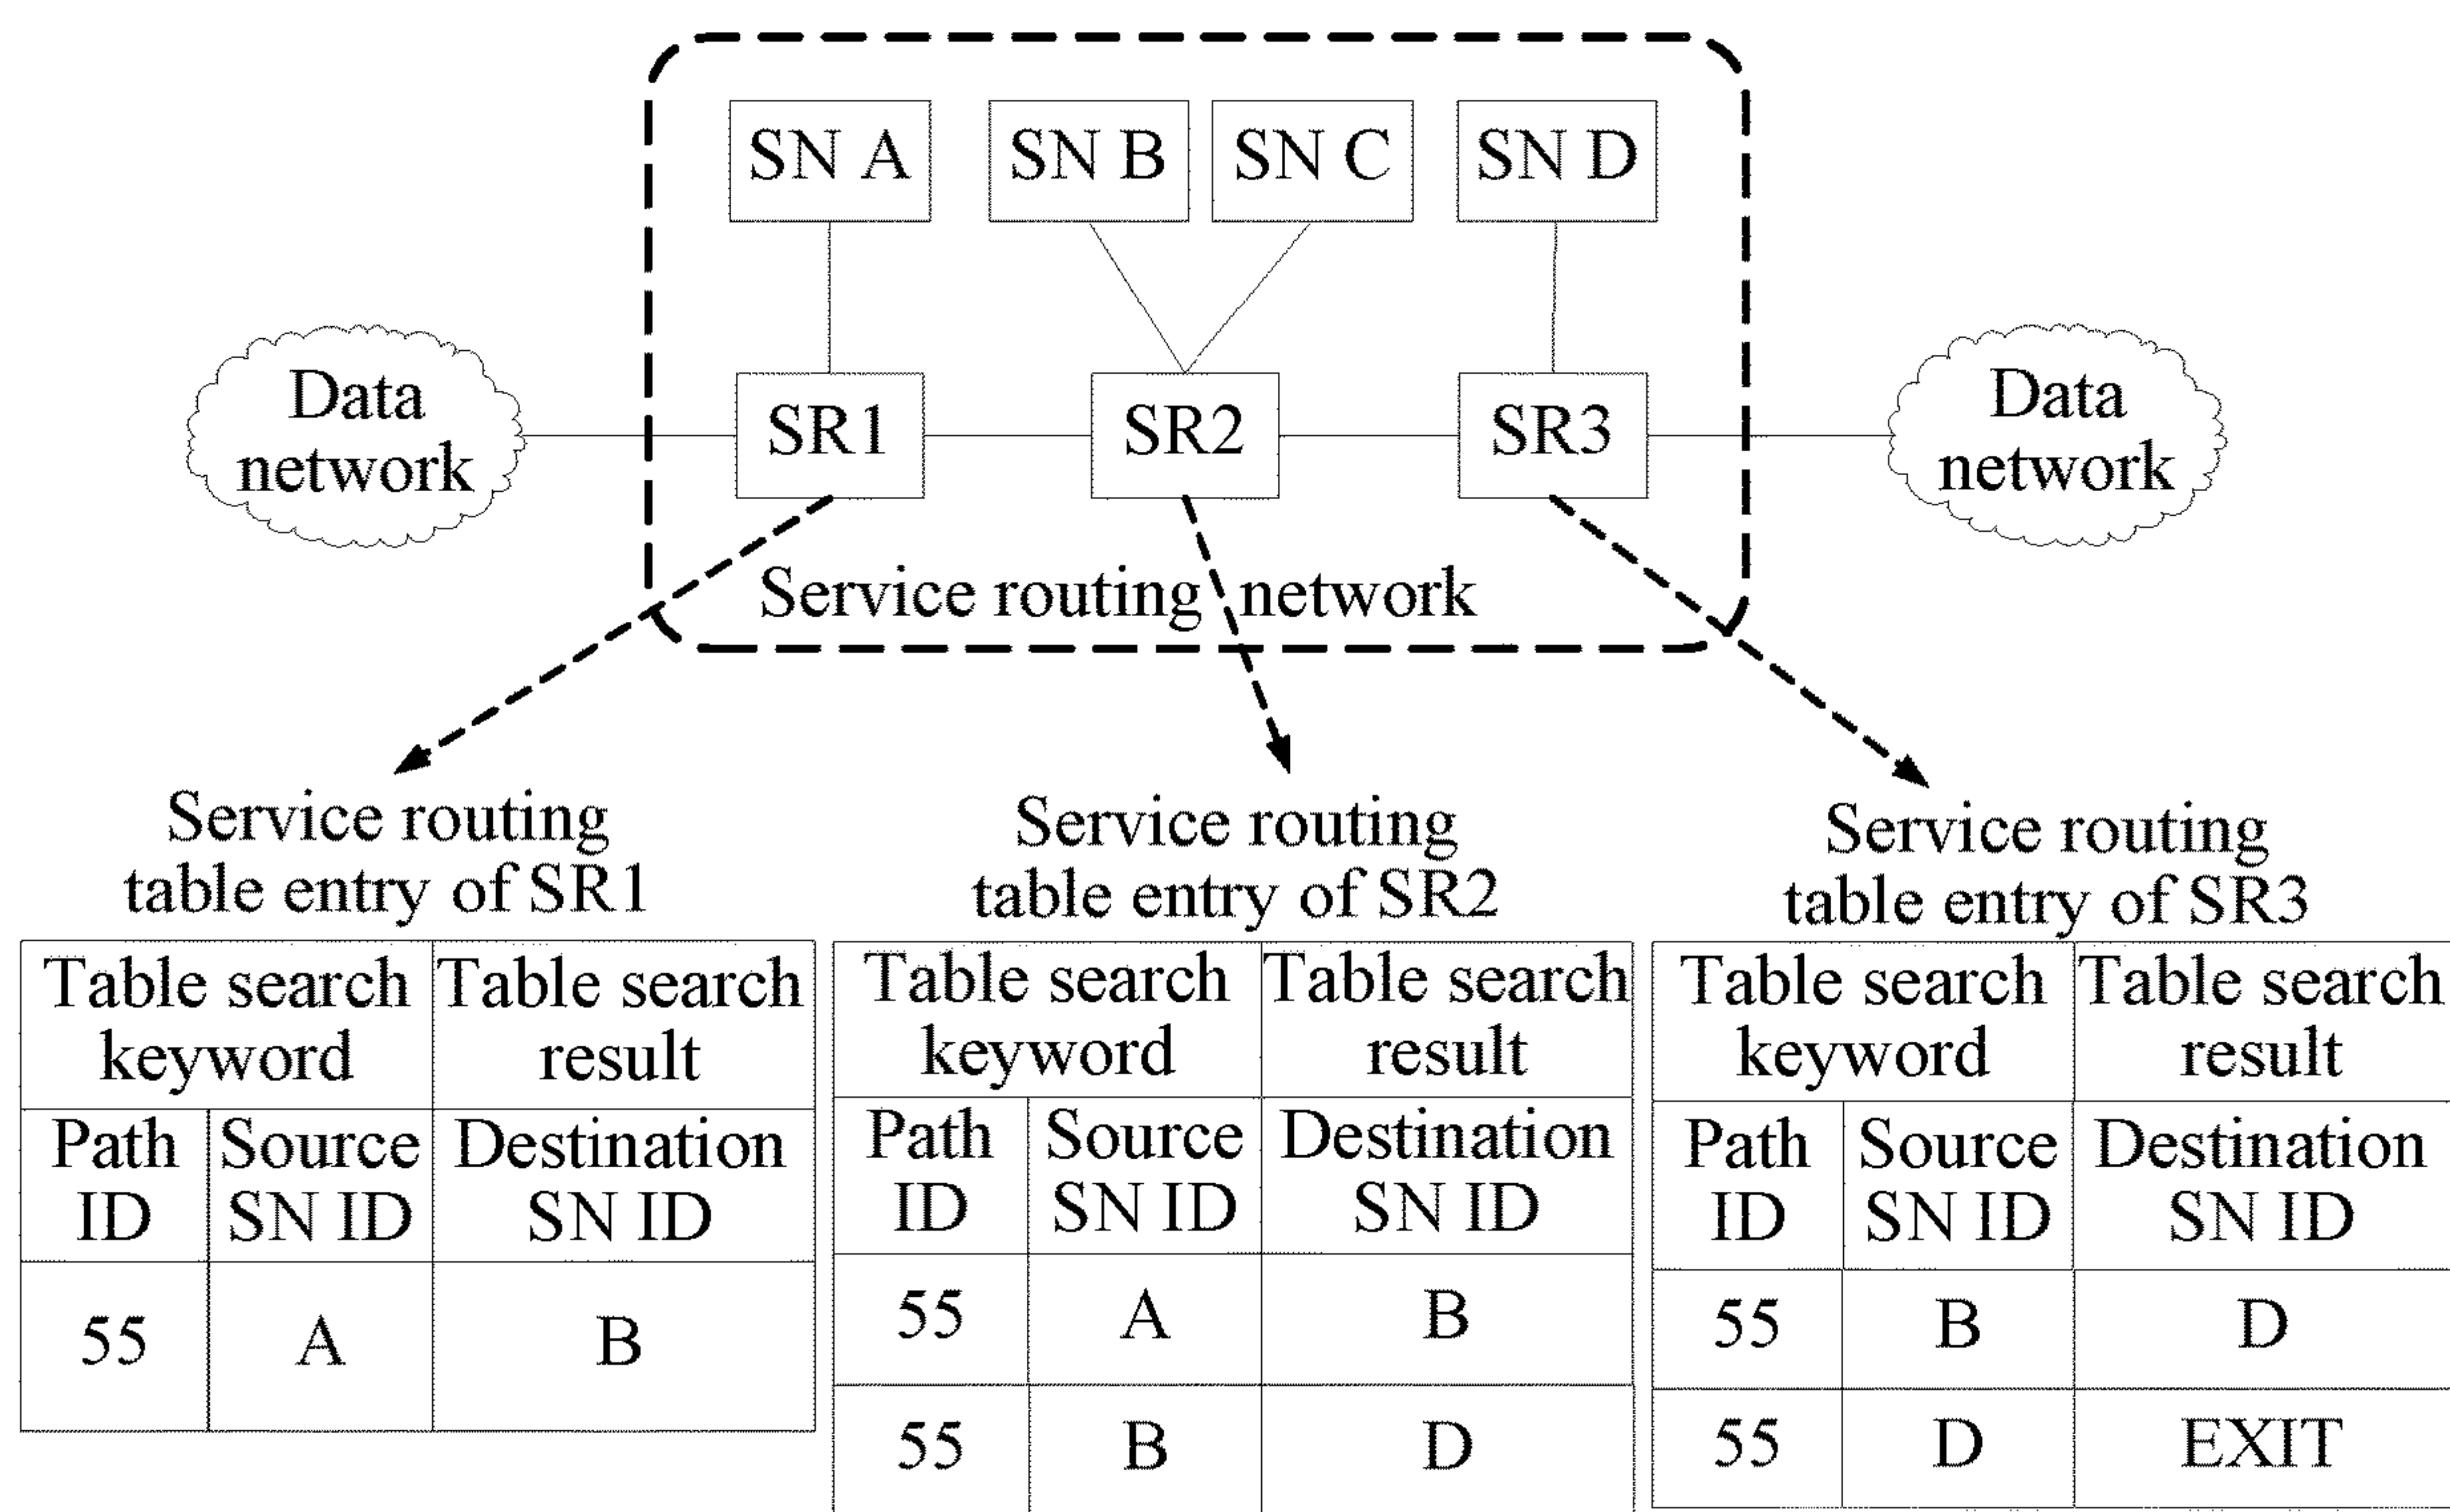 SN A
SN B
SN C
SN D
Data
network
SR1
SR2
SR3
Data
network
Service routing network
Service routing
table entry of SR1
Table search
keyword
Table search
result
Path
ID
Source
SN ID
Destination
SN ID
55
A
B
Service routing
table entry of SR2
Table search
keyword
Table search
result
Path
ID
Source
SN ID
Destination
SN ID
55
A
B
55
B
D
Service routing
table entry of SR3
Table search
keyword
Table search
result
Path
ID
Source
SN ID
Destination
SN ID
55
B
D
55
D
EXIT